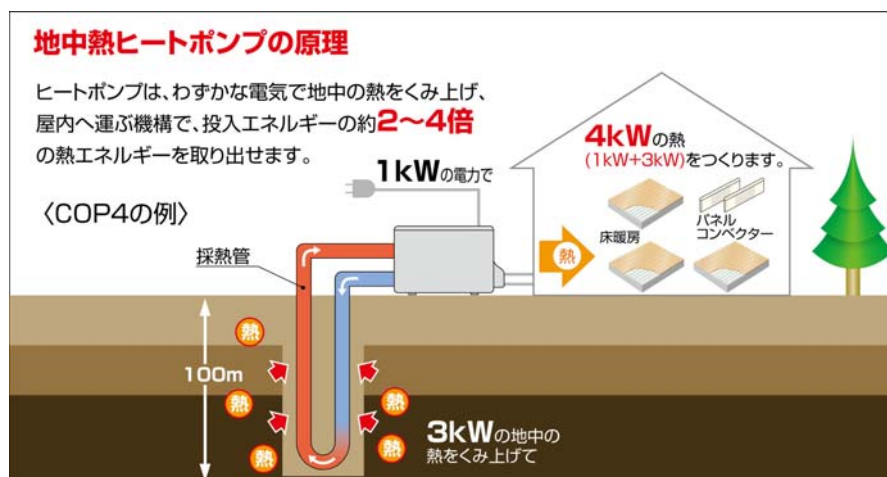 地中熱ヒートポンプの原理
ヒートポンプは、わずかな電気で地中の熱をくみ上げ、
屋内へ運ぶ機構で、投入エネルギーの約2～4倍
の熱エネルギーを取り出せます。
〈COP4の例〉
1kWの電力で
4kWの熱
(1kW+3kW)をつくります。
床暖房
パネル
コンベクター
熱
採熱管
100m
熱
熱
熱
熱
熱
3kWの地中の
熱をくみ上げて